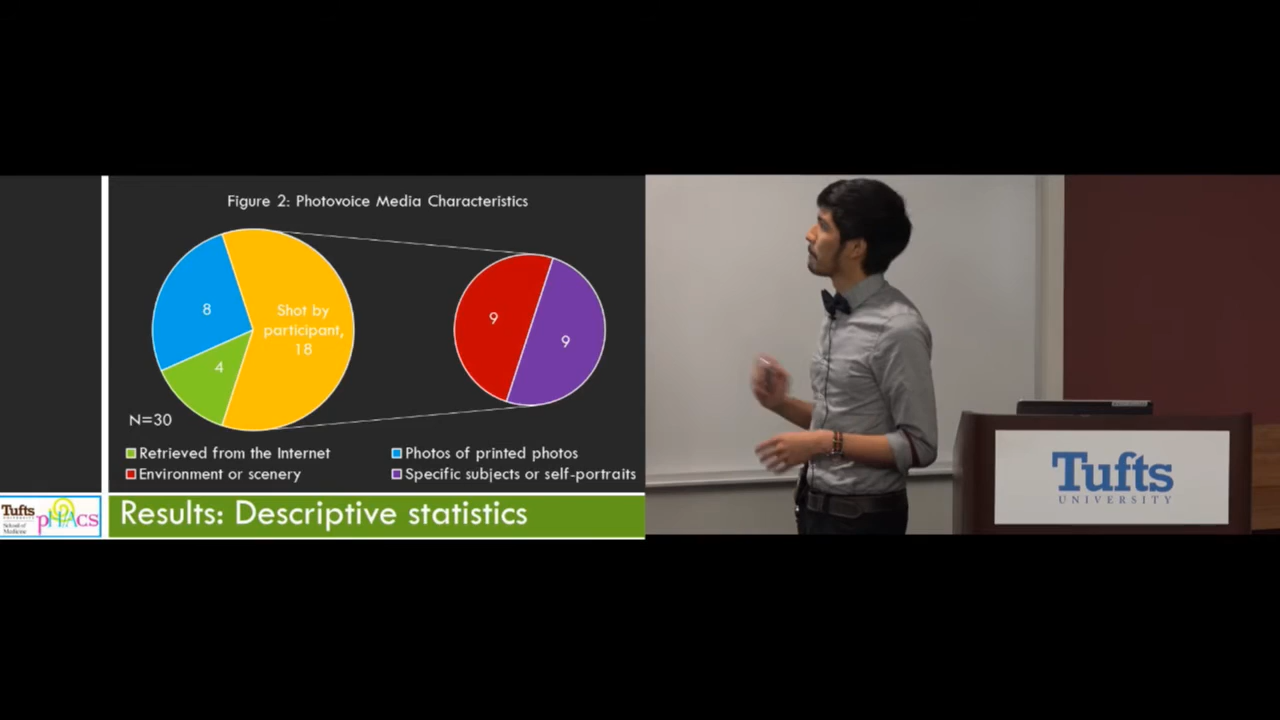 Figure 2: Photovoice Media Characteristics
8
Shot by
participant,
18
4
9
9
N=30
Retrieved from the Internet
Photos of printed photos
Environment or scenery
Specific subjects or self-portraits
Tufts
UNIVERSITY
School of
Medicine
pHAcs
Results: Descriptive statistics
Tufts
UNIVERSITY